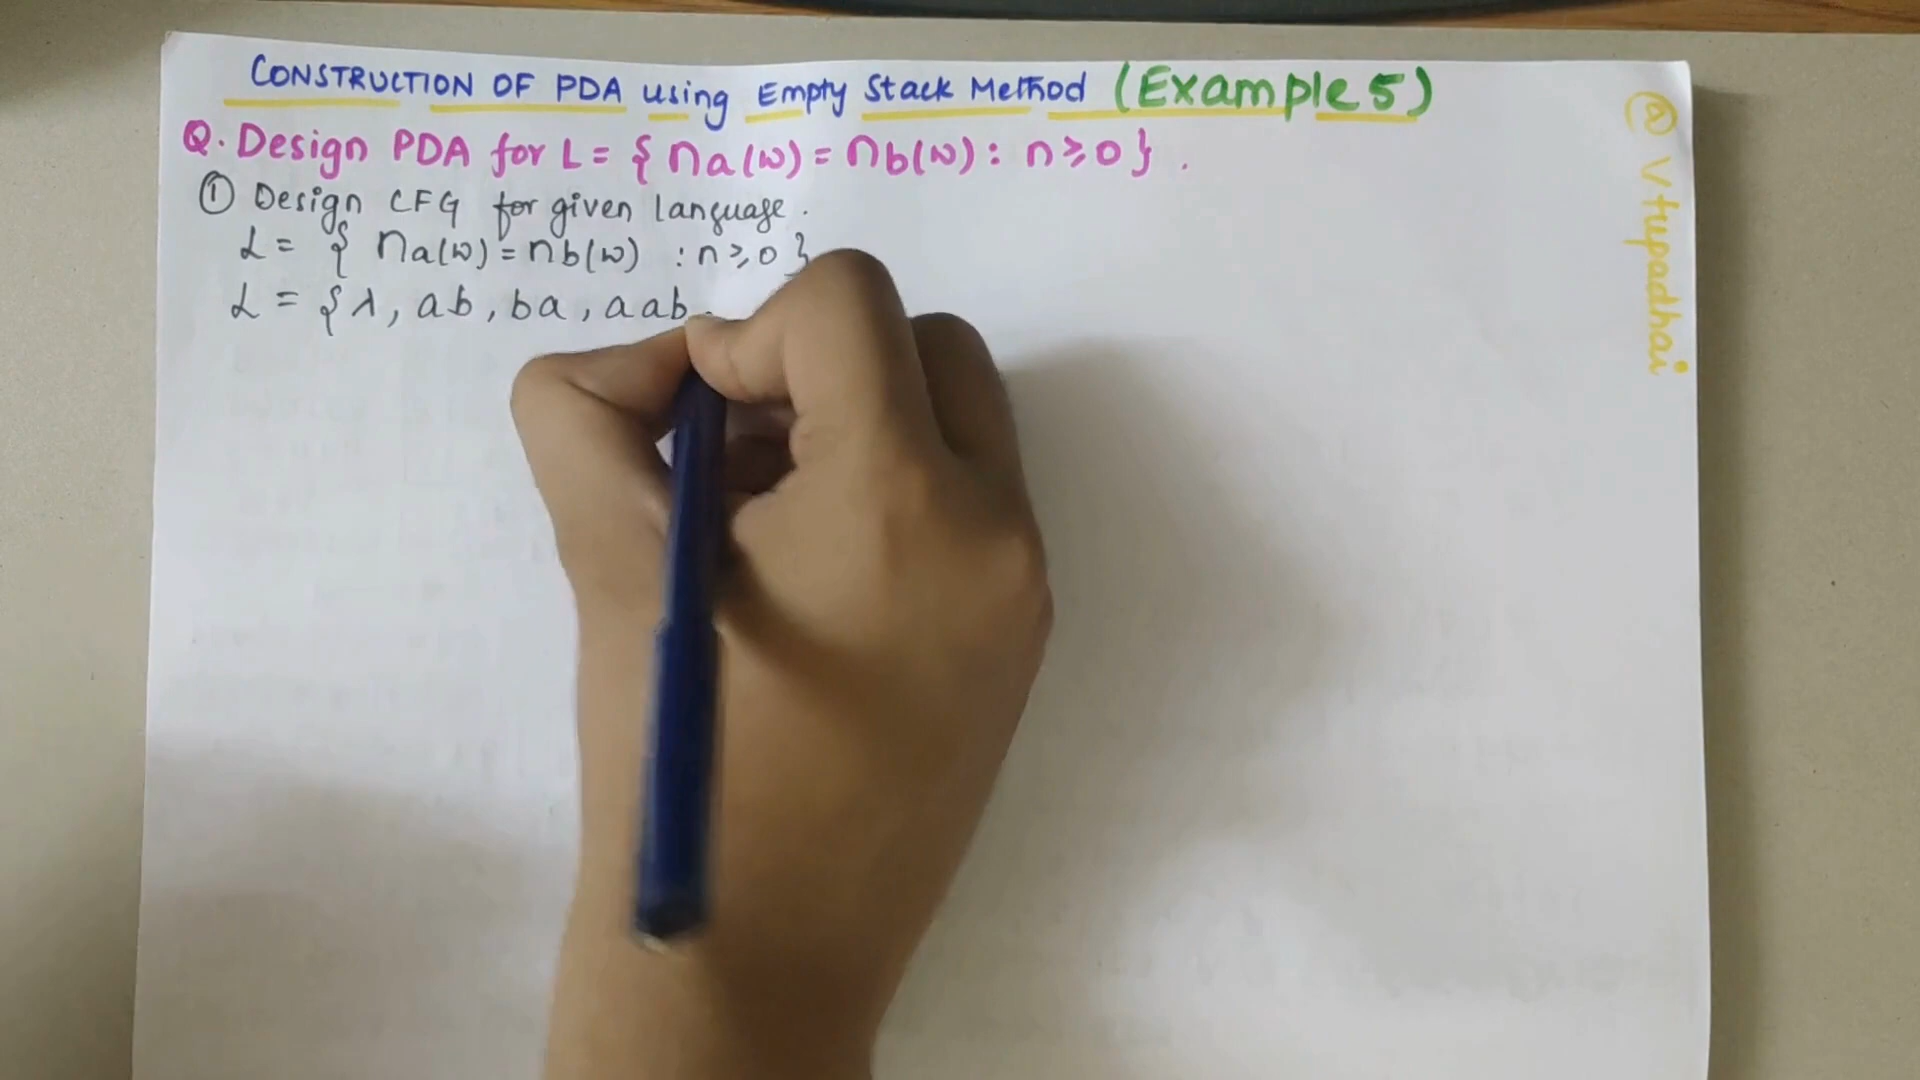 CONSTRUCTION OF PDA using Empty Stack Method (Example 5)
Q. Design PDA for L = { na(w) = nb(w) : n ≥ 0 } .
① Design CFG for given language.
L = { na(w) = nb(w) : n ≥ 0 }
L = { λ, ab, ba, aab
@Vtupadhai